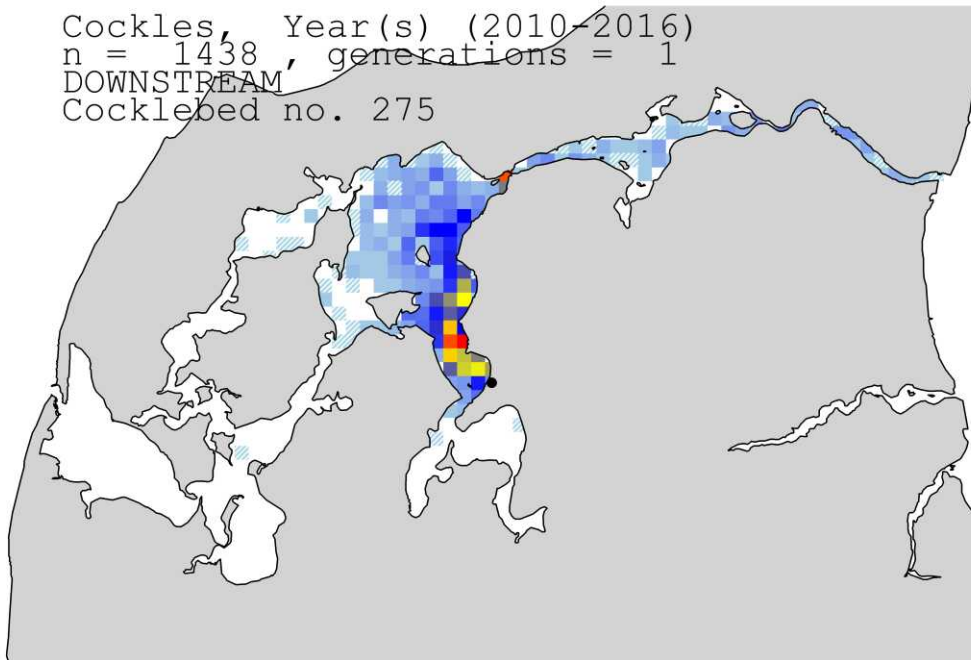 Cockles, Year(s) (2010-2016)
n = 1438 , generations = 1
DOWNSTREAM
Cocklebed no. 275